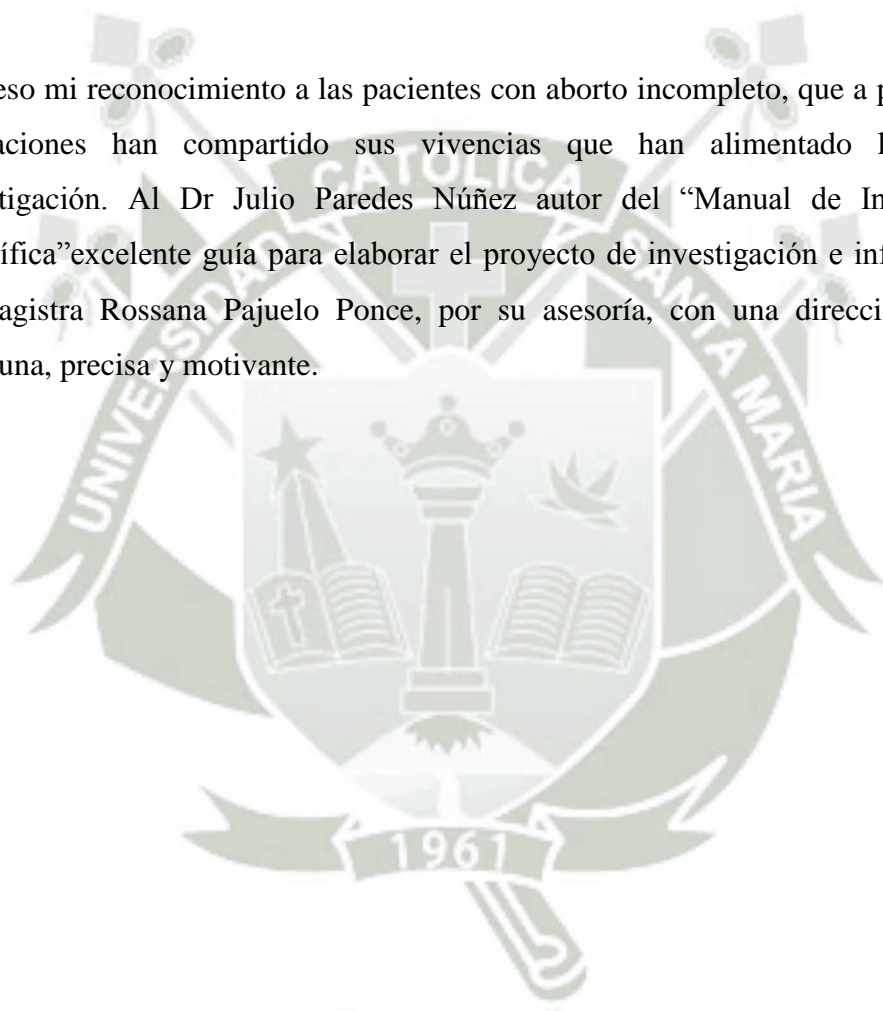 eso mi reconocimiento a las pacientes con aborto incompleto, que a p
aciones han compartido sus vivencias que han alimentado l
tigación. Al Dr Julio Paredes Núñez autor del “Manual de In
ífica”excelente guía para elaborar el proyecto de investigación e inf
agistra Rossana Pajuelo Ponce, por su asesoría, con una direcci
una, precisa y motivante.
UNIVERSIDAD CATOLICA SANTA MARIA
1961